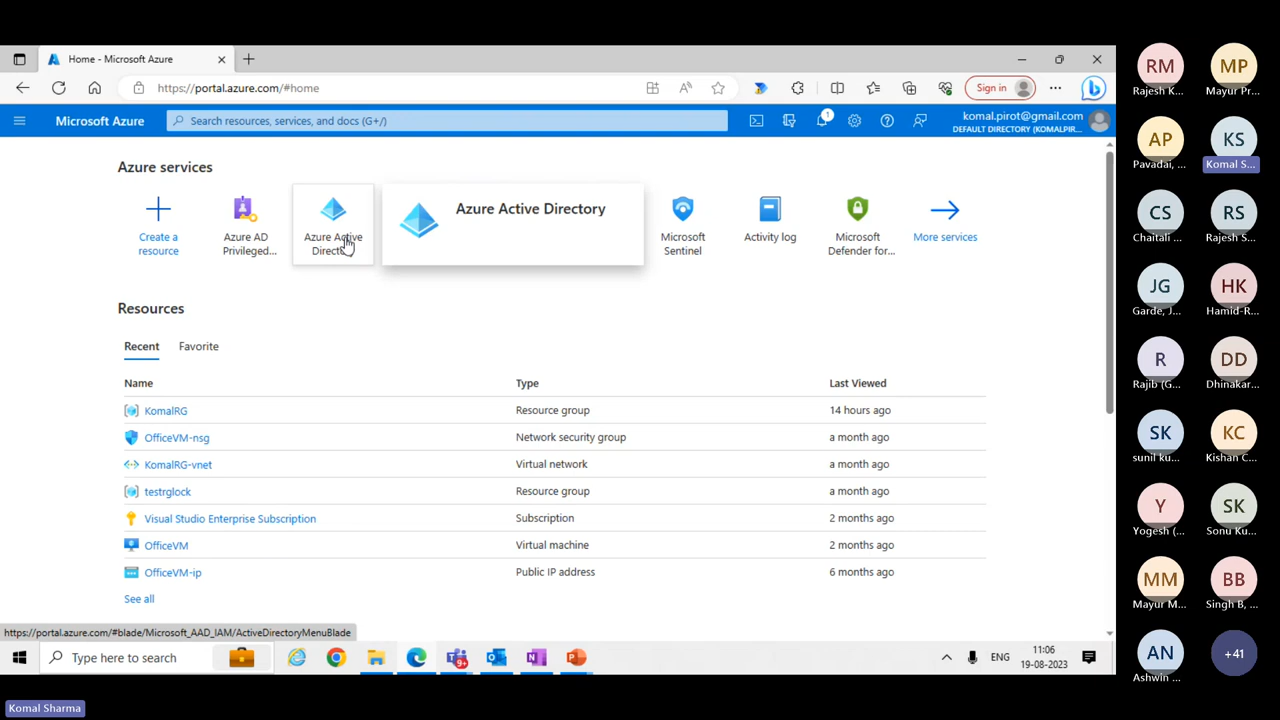 Home - Microsoft Azure
https://portal.azure.com/#home
Sign in
Microsoft Azure
Search resources, services, and docs (G+/)
1
komal.pirot@gmail.com
DEFAULT DIRECTORY (KOMALPIR...
Azure services
Create a
resource
Azure AD
Privileged...
Azure Active
Directory
Azure Active Directory
Microsoft
Sentinel
Activity log
Microsoft
Defender for...
More services
Resources
Recent
Favorite
Name
Type
Last Viewed
KomalRG
Resource group
14 hours ago
OfficeVM-nsg
Network security group
a month ago
KomalRG-vnet
Virtual network
a month ago
testrglock
Resource group
a month ago
Visual Studio Enterprise Subscription
Subscription
2 months ago
OfficeVM
Virtual machine
2 months ago
OfficeVM-ip
Public IP address
6 months ago
See all
https://portal.azure.com/#blade/Microsoft_AAD_IAM/ActiveDirectoryMenuBlade
Type here to search
9+
ENG
11:06
19-08-2023
Komal Sharma
RM
Rajesh K...
MP
Mayur Pr...
AP
Pavadai, ...
KS
Komal S...
CS
Chaitali ...
RS
Rajesh S...
JG
Garde, J...
HK
Hamid-R...
R
Rajib (G...
DD
Dhinakar...
SK
sunil ku...
KC
Kishan C...
Y
Yogesh (...
SK
Sonu Ku...
MM
Mayur M...
BB
Singh B, ...
AN
Ashwin ...
+41